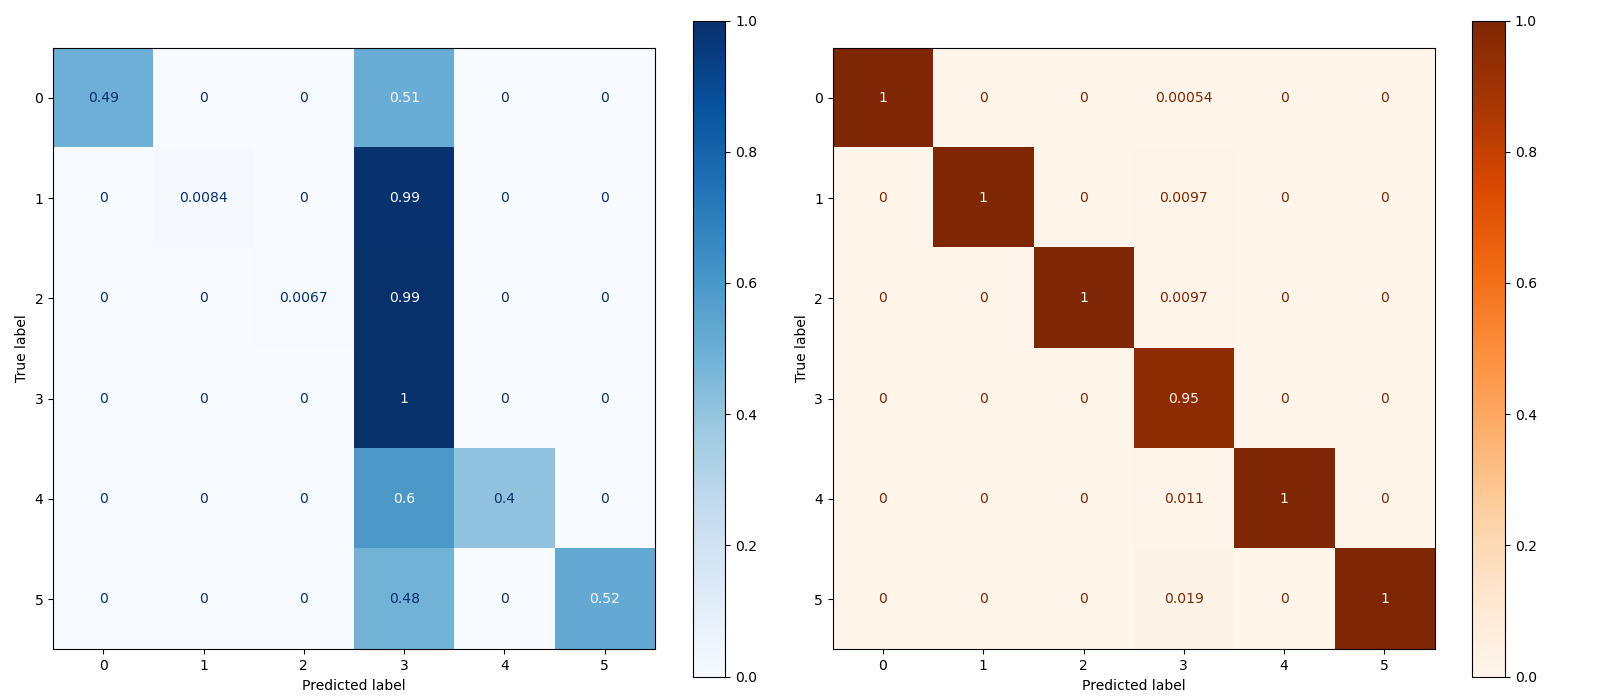 1.0
1.0
0 0.49 0 0 0.51 0 0
0 1 0 0 0.00054 0 0
0.8
0.8
1 0 0.0084 0 0.99 0 0
1 0 1 0 0.0097 0 0
0.6
0.6
2 0 0 0.0067 0.99 0 0
2 0 0 1 0.0097 0 0
True label
True label
3 0 0 0 1 0 0
3 0 0 0 0.95 0 0
0.4
0.4
4 0 0 0 0.6 0.4 0
4 0 0 0 0.011 1 0
0.2
0.2
5 0 0 0 0.48 0 0.52
5 0 0 0 0.019 0 1
0.0
0.0
0 1 2 3 4 5
0 1 2 3 4 5
Predicted label
Predicted label